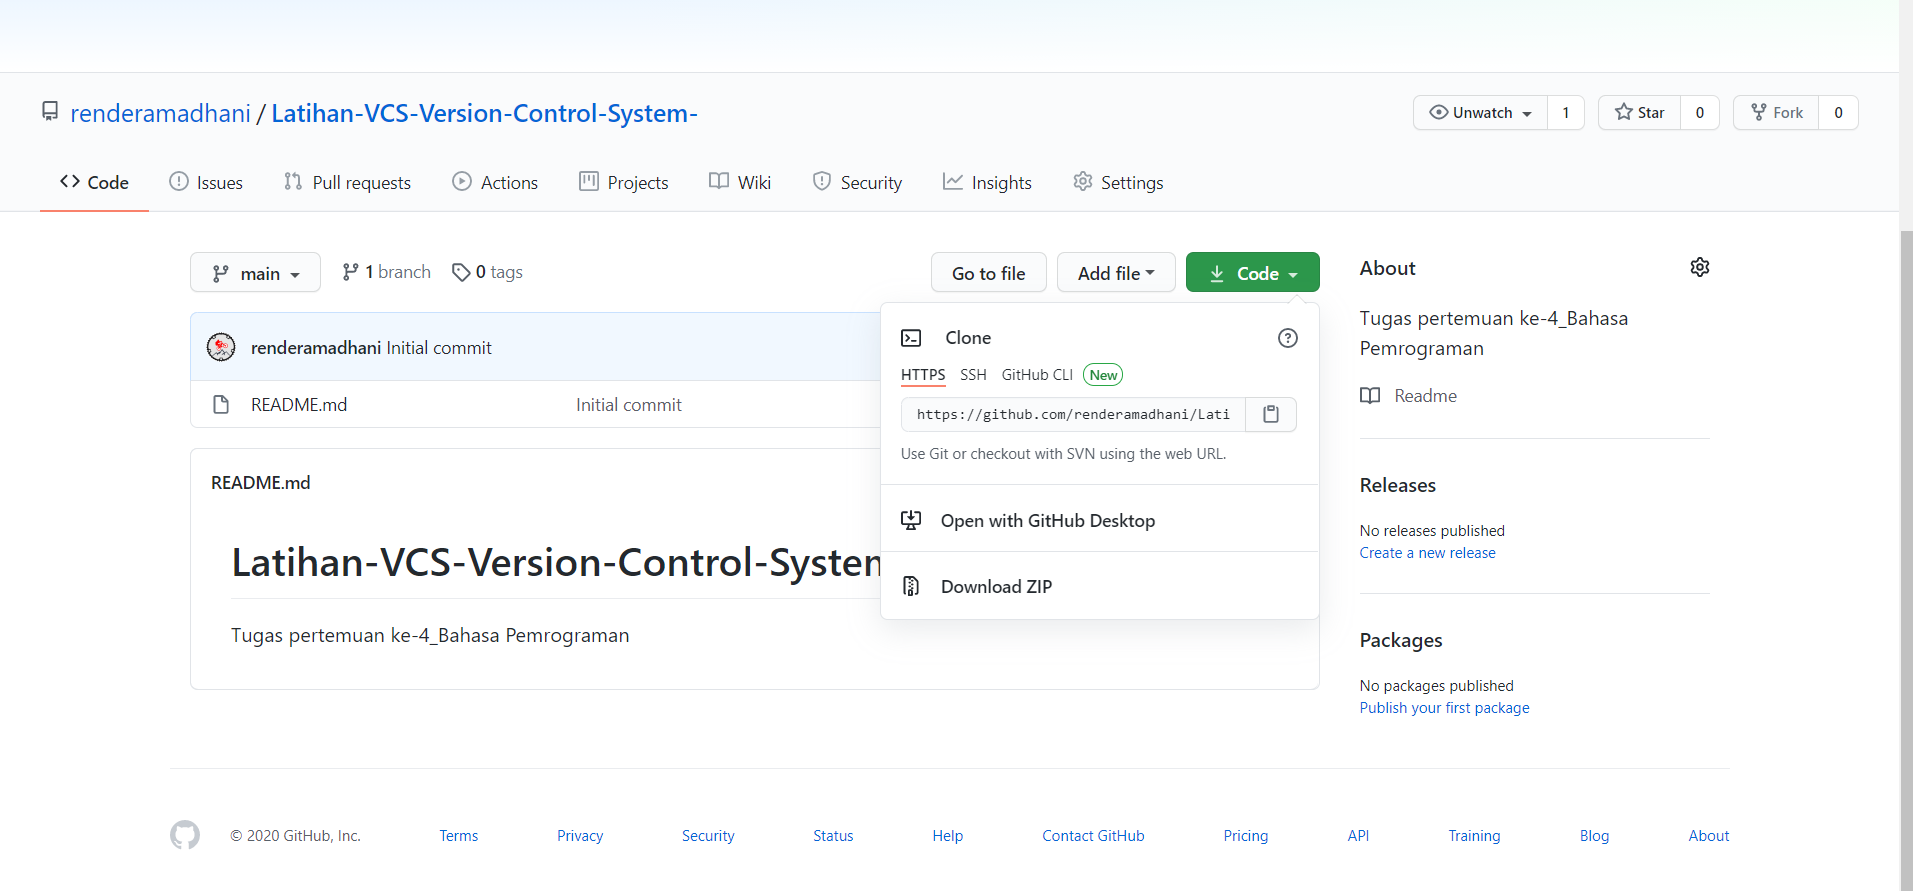 renderamadhani / Latihan-VCS-Version-Control-System-
Unwatch 1 Star 0 Fork 0
Code Issues Pull requests Actions Projects Wiki Security Insights Settings
main 1 branch 0 tags Go to file Add file Code
renderamadhani Initial commit
README.md Initial commit
README.md
Latihan-VCS-Version-Control-System
Tugas pertemuan ke-4_Bahasa Pemrograman
Clone
HTTPS SSH GitHub CLI New
https://github.com/renderamadhani/Lati
Use Git or checkout with SVN using the web URL.
Open with GitHub Desktop
Download ZIP
About
Tugas pertemuan ke-4_Bahasa
Pemrograman
Readme
Releases
No releases published
Create a new release
Packages
No packages published
Publish your first package
© 2020 GitHub, Inc. Terms Privacy Security Status Help Contact GitHub Pricing API Training Blog About